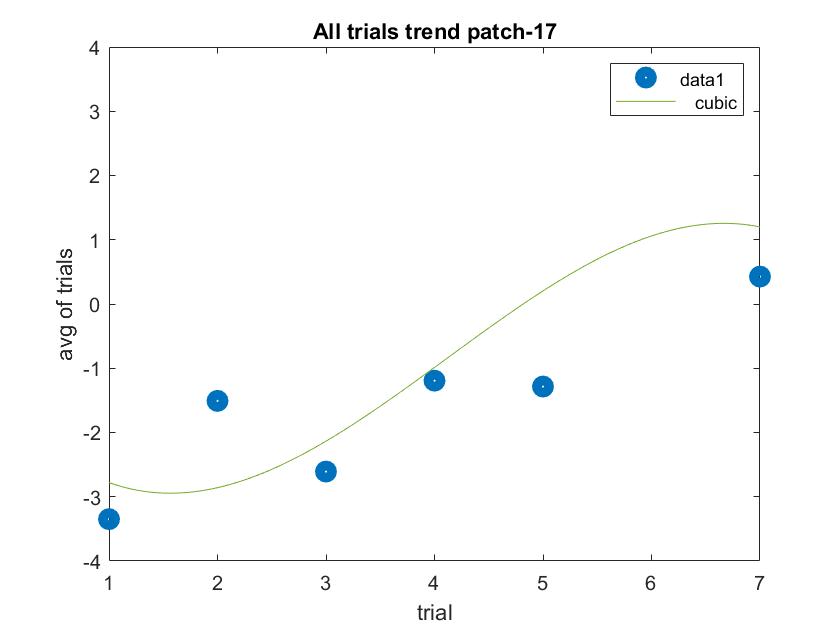 All trials trend patch-17
4
3
2
1
0
-1
-2
-3
-4
avg of trials
1 2 3 4 5 6 7
trial
data1
cubic